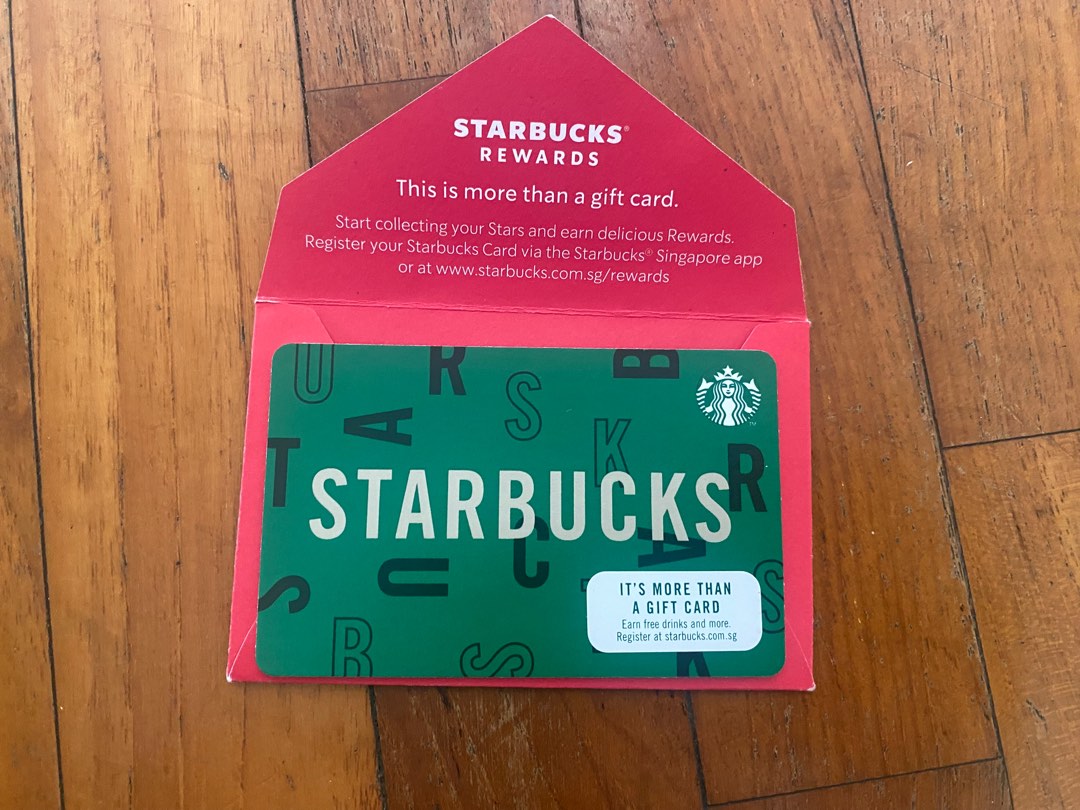 STARBUCKS®
REWARDS
This is more than a gift card.
Start collecting your Stars and earn delicious Rewards.
Register your Starbucks Card via the Starbucks® Singapore app
or at www.starbucks.com.sg/rewards
U R S B
A K
T R
STARBUCKS
C A
U S
S
B S K
IT'S MORE THAN
A GIFT CARD
Earn free drinks and more.
Register at starbucks.com.sg